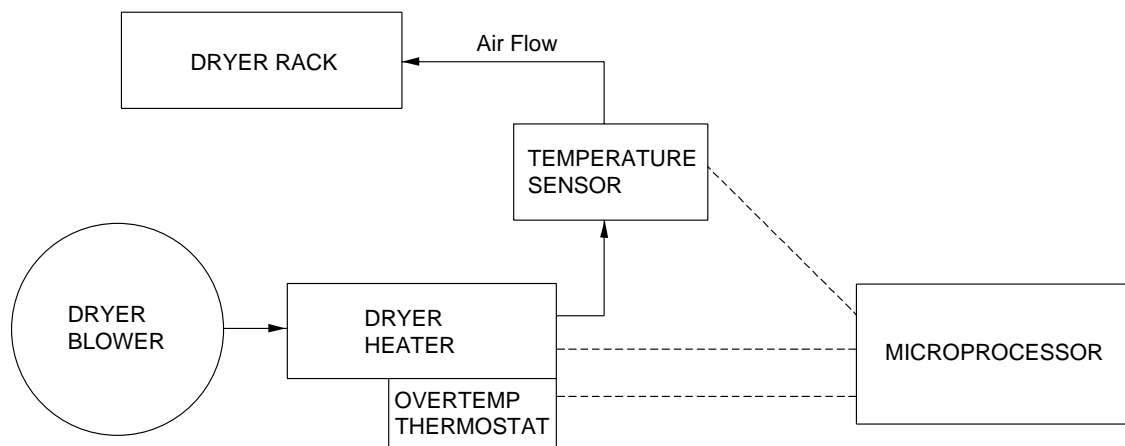 DRYER RACK
Air Flow
TEMPERATURE
SENSOR
DRYER
BLOWER
DRYER
HEATER
MICROPROCESSOR
OVERTEMP
THERMOSTAT